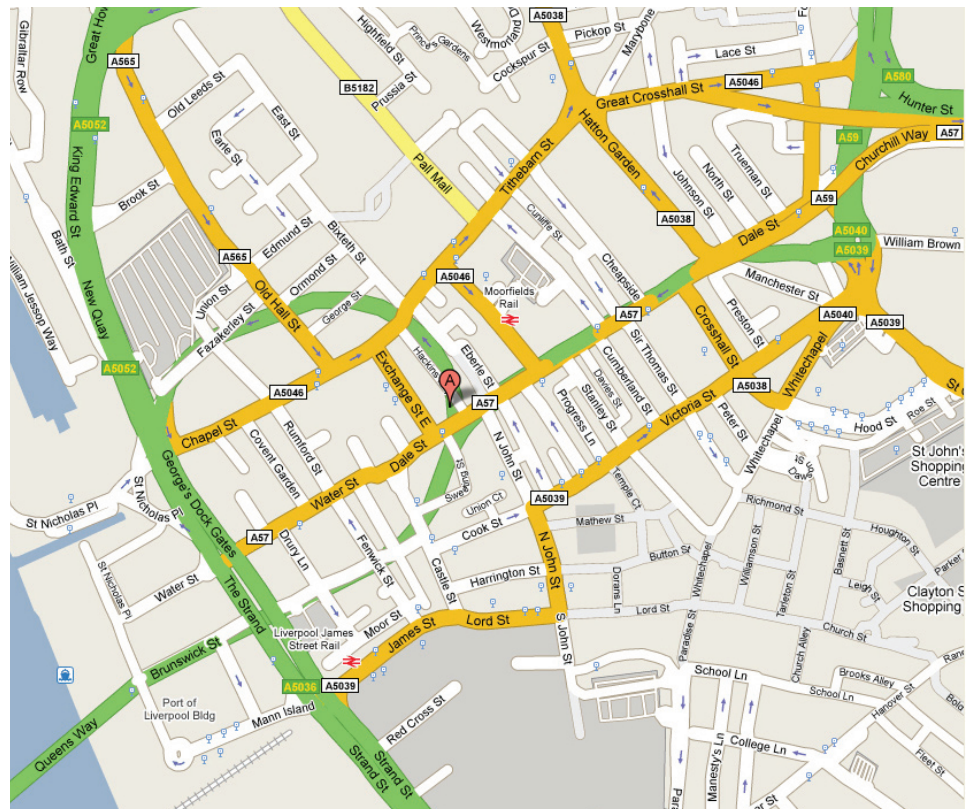 Gibraltar Row
Great How
A565
Highfield St
Prince's
Gardens
Westmorland Dr
Cockspur St
A5038
Pickop St
Marybone
Lace St
B5182
Prussia
Old Leeds St
East St
Earle St
A5052
King Edward St
Great Crosshall St
A5046
A580
Hunter St
A57
A59
Churchill Way
Hatton Garden
Tithebarn St
Pall Mall
Trueman St
North St
Johnson St
Brook St
Bath St
William Jessop Way
New Quay
A565
Old Hall St
Edmund St
Bixteth St
Union St
Ormond St
Fazakerley St
George St
Cunliffe St
A5038
A59
Dale St
A5040
A5039
William Brown
A5046
Moorfields
Rail
Cheapside
Manchester St
A5040
A5039
Preston St
Crosshall St
A57
Sir Thomas St
Whitechapel
A5052
Hackins
Eberle St
A
Cumberland St
Davies St
Stanley St
Progress Ln
A5038
Victoria St
Peter St
Hood St
Roe St
St
A5046
Exchange St E
A57
Chapel St
Dale St
Rumford St
Covent Garden
N John St
Whitechapel
St John's
Shopping
Centre
George's Dock Gates
St Nicholas Pl
St Nicholas Pl
Water St
Sweeting St
Union Ct
A5039
Temple Ct
Richmond St
Houghton St
A57
Drury Ln
Fenwick St
Cook St
Mathew St
N John St
Button St
Whitechapel
Williamson St
Tarleton St
Basnett St
Parker
St Nicholas Pl
Water St
The Strand
Castle St
Harrington St
Dorans Ln
Leigh St
Clayton S
Shopping
Moor St
James St
Lord St
Lord St
Church St
Church Alley
Paradise St
S John St
Liverpool James
Street Rail
Brunswick St
A5036
A5039
School Ln
School Ln
Brooks Alley
Hanover St
Port of
Liverpool Bldg
Mann Island
Red Cross St
Queens Way
Strand St
Strand St
Manesty's Ln
College Ln
Fleet St
Para